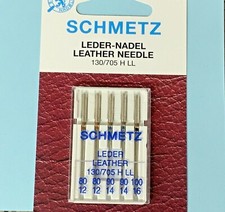 SCHMETZ
LEDER-NADEL
LEATHER NEEDLE
130/705 H LL
SCHMETZ
LEDER
LEATHER
130/705 H LL
80 80 90 90 100
12 12 14 14 16